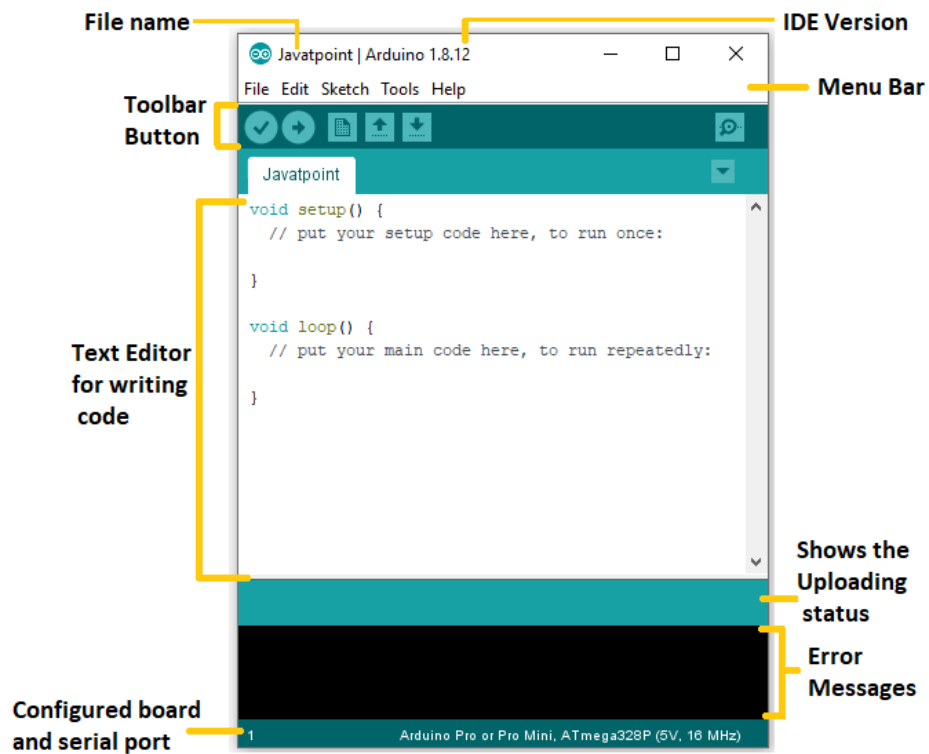 File name
IDE Version
Javatpoint | Arduino 1.8.12
File Edit Sketch Tools Help
Menu Bar
Toolbar
Button
Javatpoint
void setup() {
// put your setup code here, to run once:
}
void loop() {
// put your main code here, to run repeatedly:
}
Text Editor
for writing
code
Shows the
Uploading
status
Error
Messages
Configured board
and serial port
1
Arduino Pro or Pro Mini, ATmega328P (5V, 16 MHz)